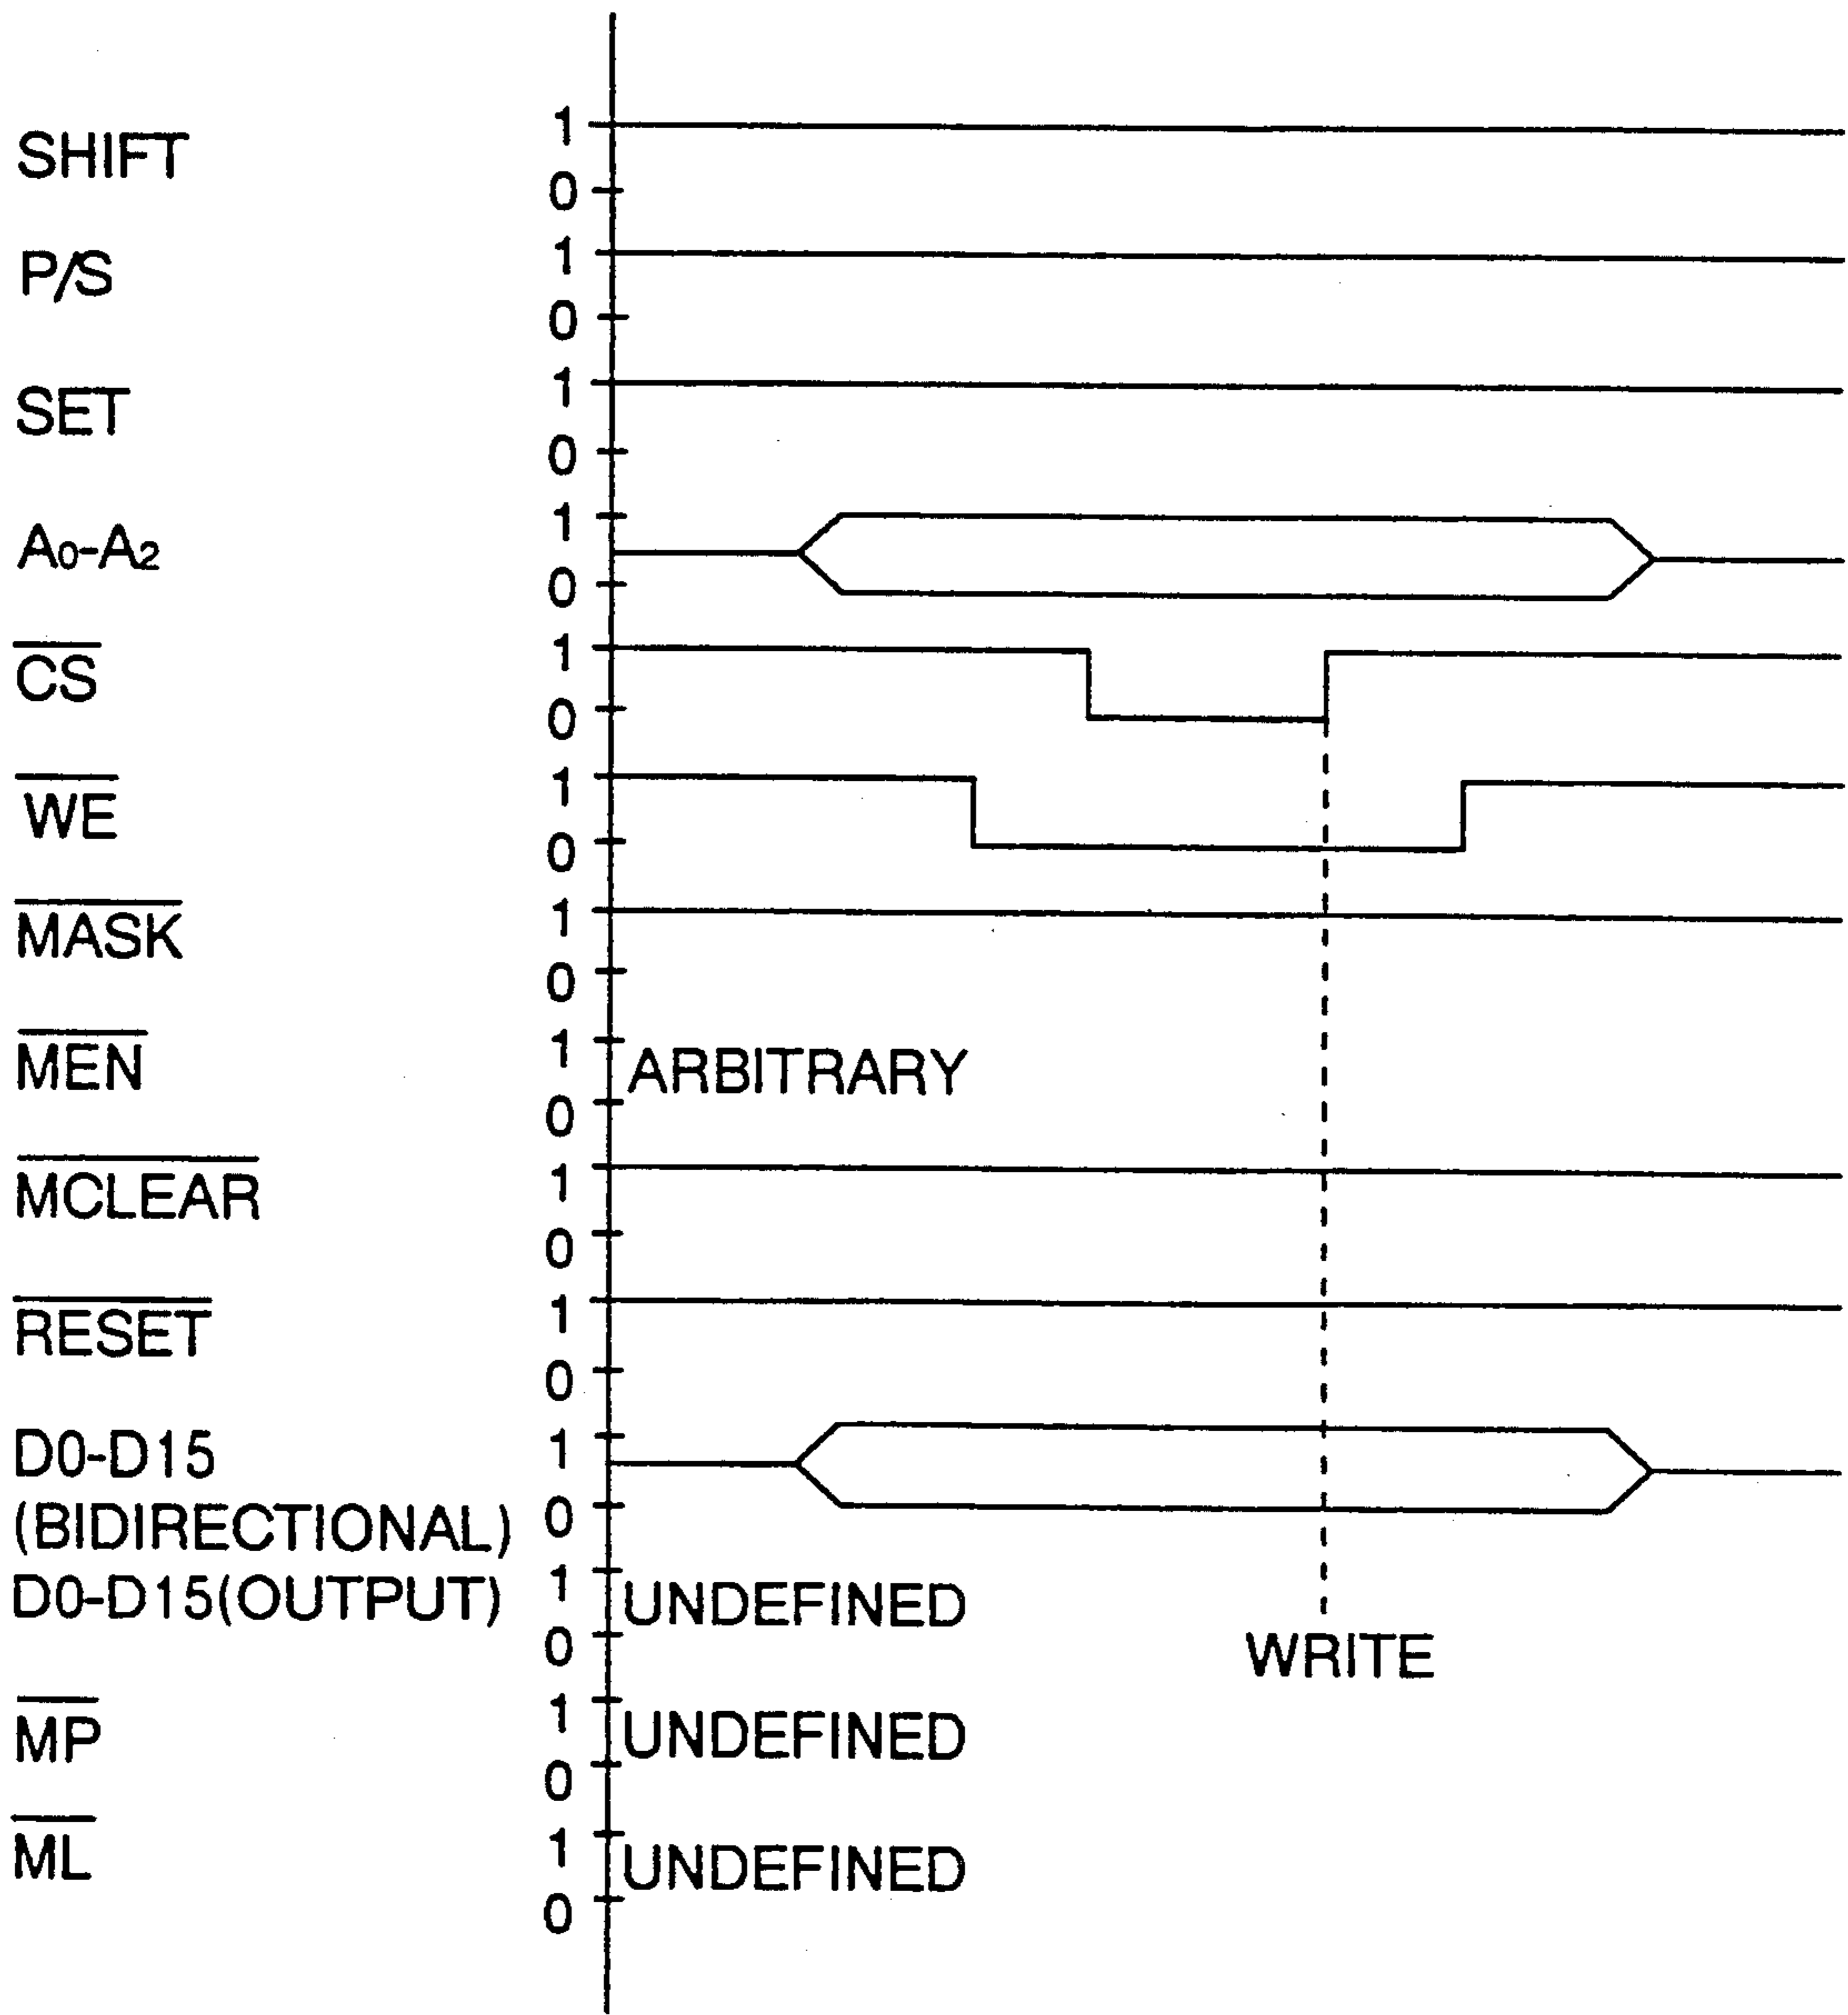 SHIFT 1
0
P/S 1
0
SET 1
0
A0-A2 1
0
CS 1
0
WE 1
0
MASK 1
0
MEN 1 ARBITRARY
0
MCLEAR 1
0
RESET 1
0
D0-D15 1
(BIDIRECTIONAL) 0
D0-D15(OUTPUT) 1 UNDEFINED
0 WRITE
MP 1 UNDEFINED
0
ML 1 UNDEFINED
0